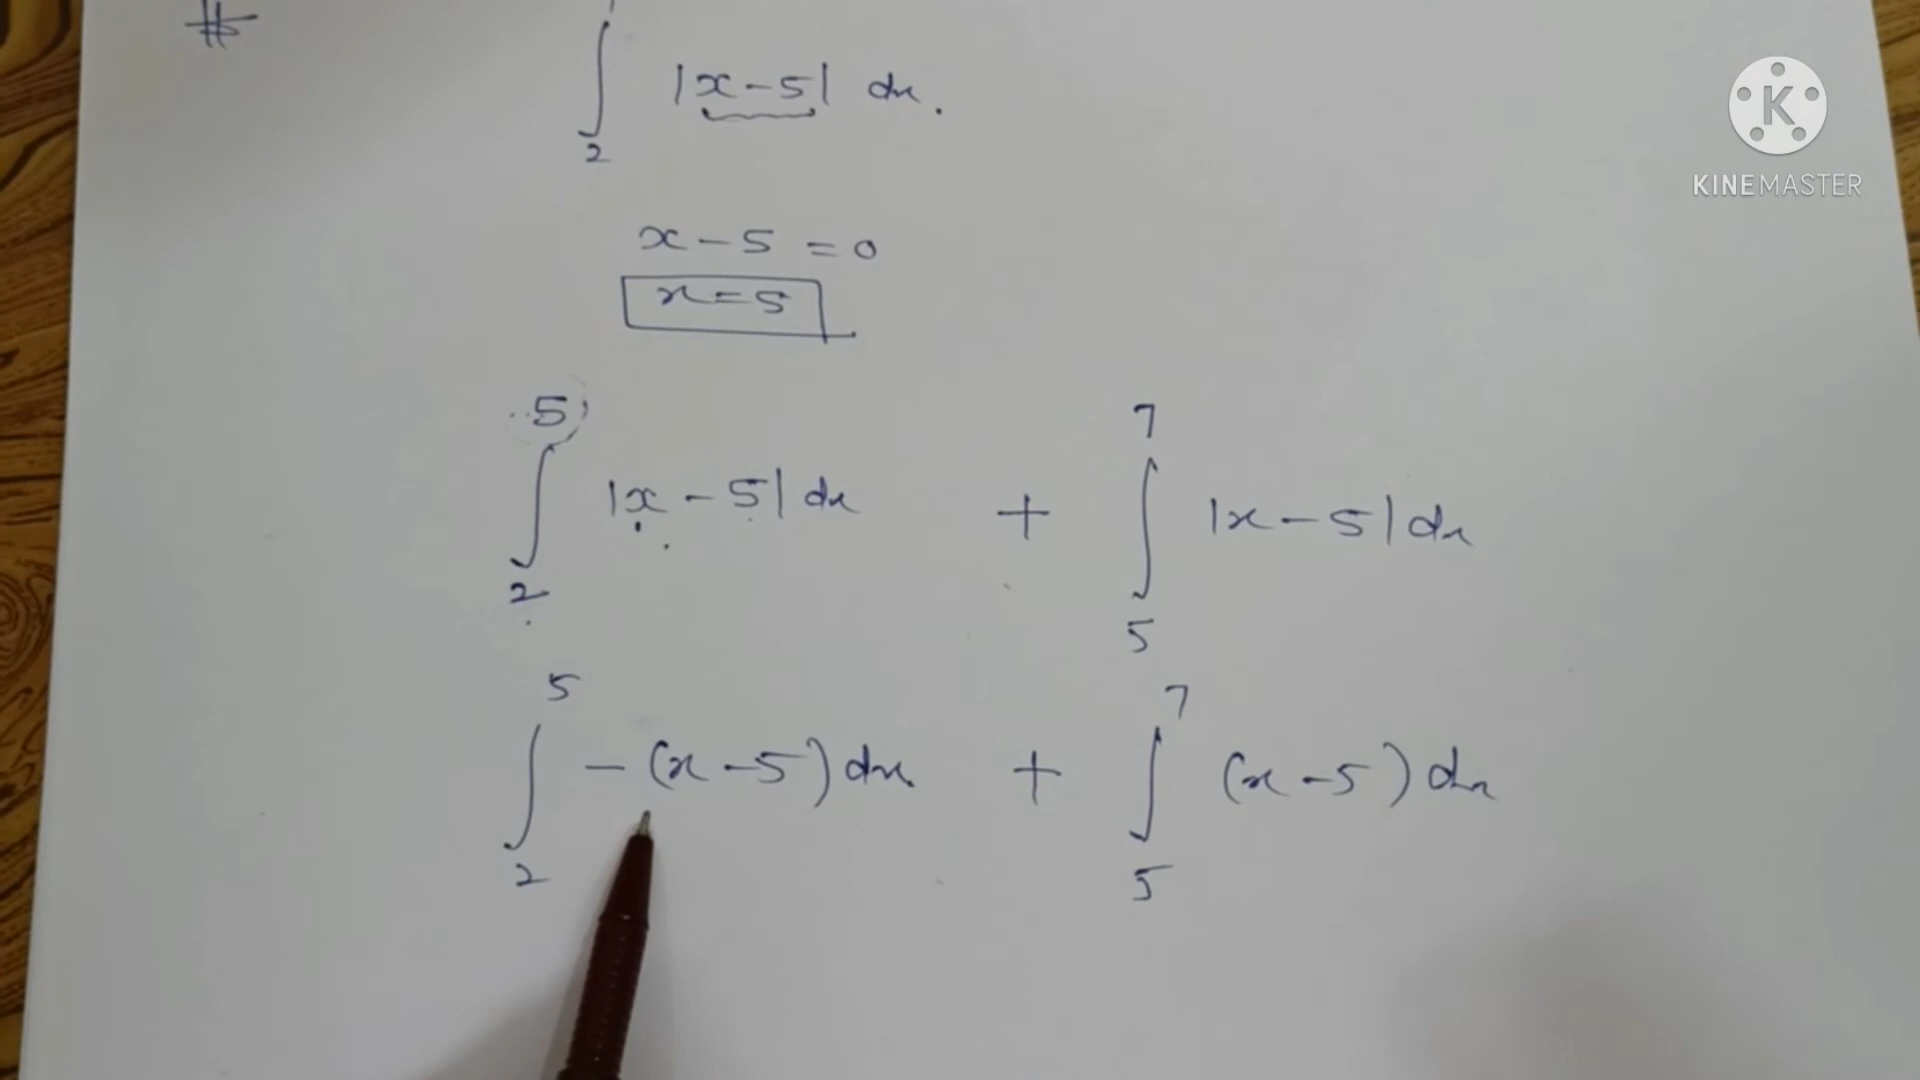 #
∫₂ |x-5| dx.
x-5=0
x=5
∫₂⁵ |x-5| dx + ∫₅⁷ |x-5| dx
∫₂⁵ -(x-5) dx + ∫₅⁷ (x-5) dx
K
KINEMASTER